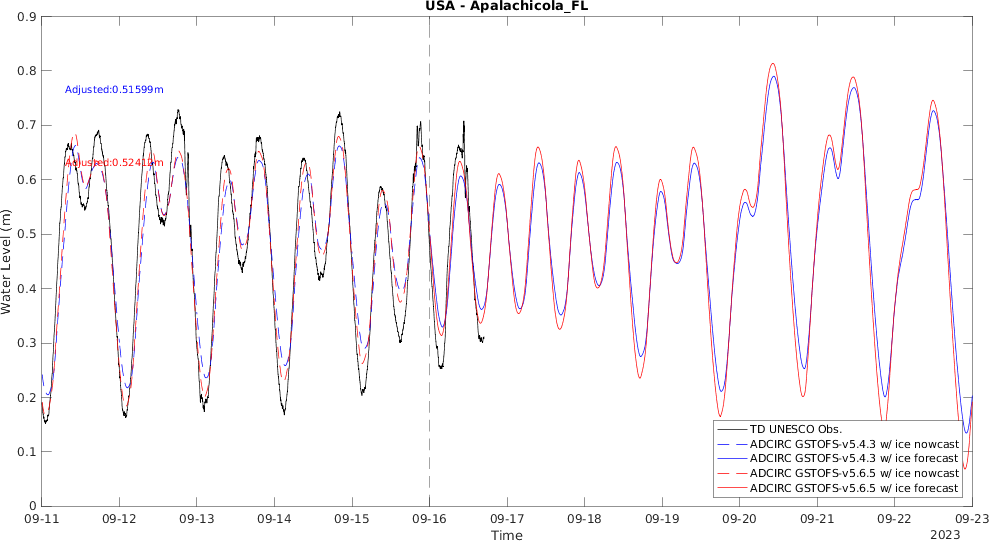 USA - Apalachicola_FL
0.9
0.8
0.7
0.6
0.5
0.4
0.3
0.2
0.1
0
Water Level (m)
Adjusted:0.51599m
TD UNESCO Obs.
ADCIRC GSTOFS-v5.4.3 w/ ice nowcast
ADCIRC GSTOFS-v5.4.3 w/ ice forecast
ADCIRC GSTOFS-v5.6.5 w/ ice nowcast
ADCIRC GSTOFS-v5.6.5 w/ ice forecast
09-11 09-12 09-13 09-14 09-15 09-16 09-17 09-18 09-19 09-20 09-21 09-22 09-23
Time
2023